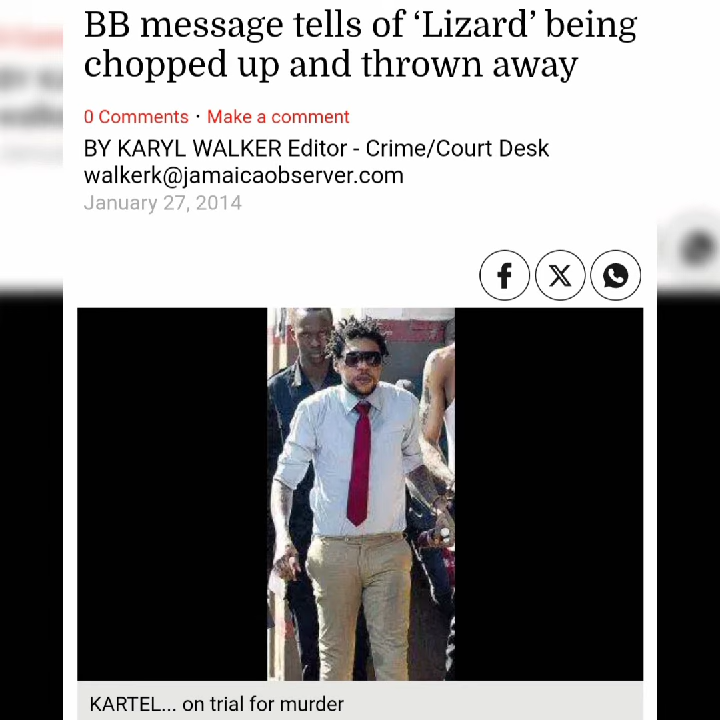 BB message tells of ‘Lizard’ being
chopped up and thrown away
0 Comments · Make a comment
BY KARYL WALKER Editor - Crime/Court Desk
walkerk@jamaicaobserver.com
January 27, 2014
KARTEL... on trial for murder